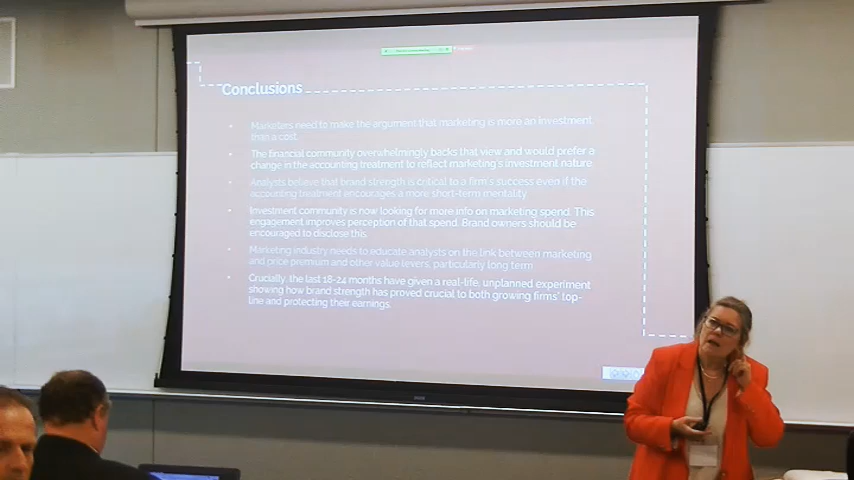 Conclusions
Marketers need to make the argument that marketing is more an investment
than a cost.
The financial community overwhelmingly backs that view and would prefer a
change in the accounting treatment to reflect marketing's investment nature.
Analysts believe that brand strength is critical to a firm's success even if the
accounting treatment encourages a more short-term mentality
Investment community is now looking for more info on marketing spend. This
engagement improves perception of that spend. Brand owners should be
encouraged to disclose this.
Marketing industry needs to educate analysts on the link between marketing
and price premium and other value levers, particularly long term
Crucially, the last 18-24 months have given a real-life, unplanned experiment
showing how brand strength has proved crucial to both growing firms' top-
line and protecting their earnings.